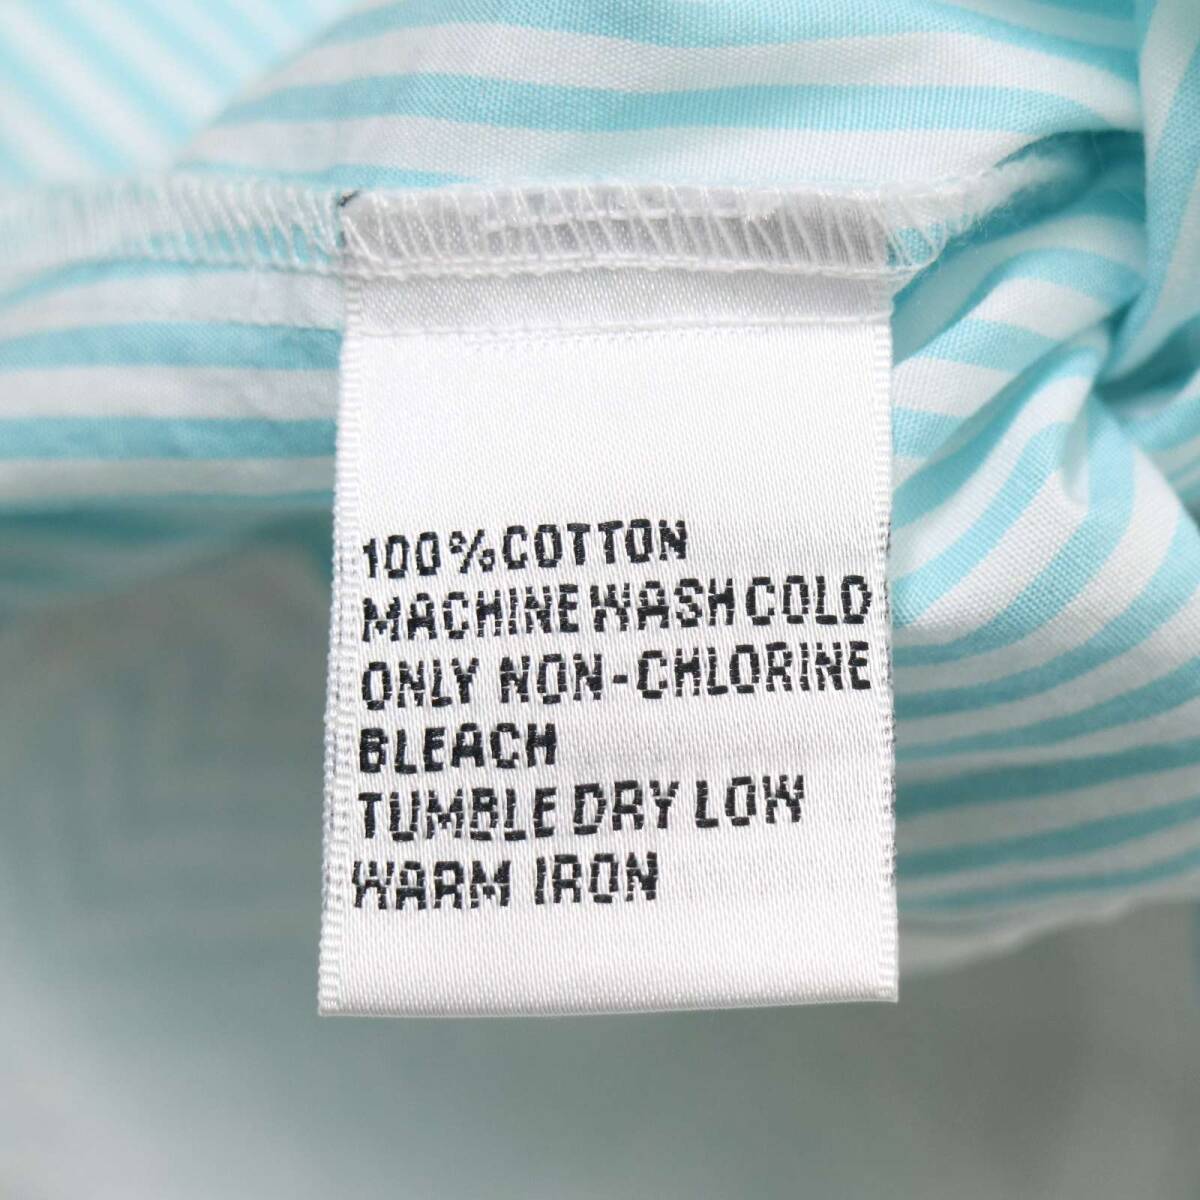 100% COTTON
MACHINE WASH COLD
ONLY NON-CHLORINE
BLEACH
TUMBLE DRY LOW
WARM IRON